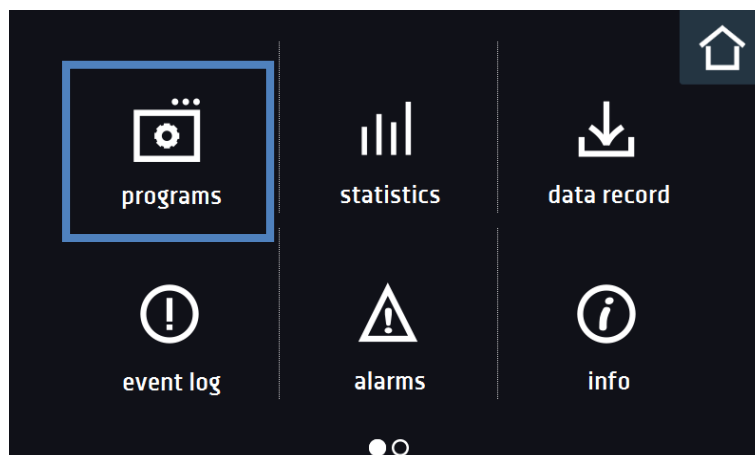 programs
statistics
data record
event log
alarms
info